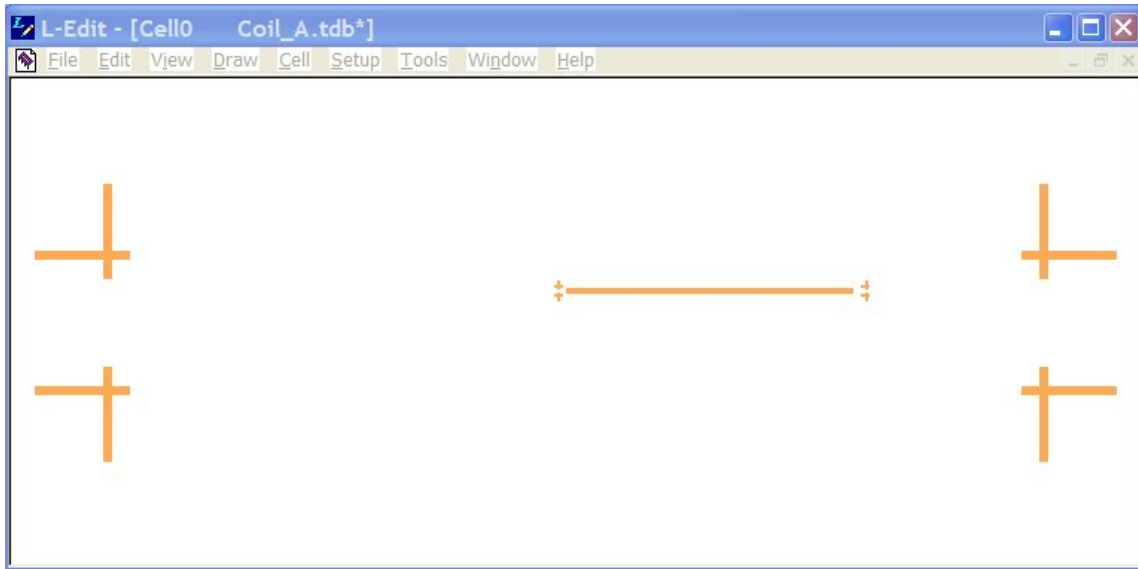 L-Edit - [Cell0 Coil_A.tdb*]
File Edit View Draw Cell Setup Tools Window Help